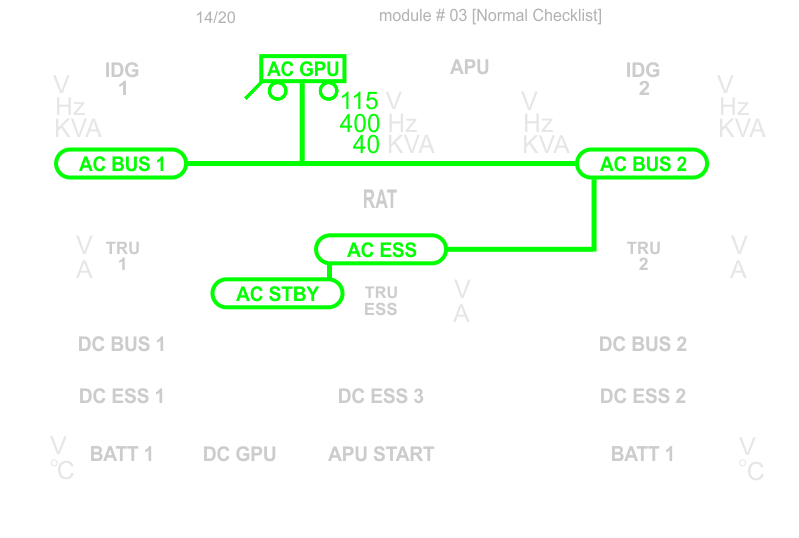 14/20 module # 03 [Normal Checklist]
IDG 1
AC GPU
APU
IDG 2
V
Hz
KVA
115 V
400 Hz
40 KVA
V
Hz
KVA
V
Hz
KVA
AC BUS 1
AC BUS 2
RAT
V
A
TRU
1
AC ESS
TRU
2
V
A
AC STBY
TRU
ESS
V
A
DC BUS 1
DC BUS 2
DC ESS 1
DC ESS 3
DC ESS 2
V
°C
BATT 1
DC GPU
APU START
BATT 1
V
°C